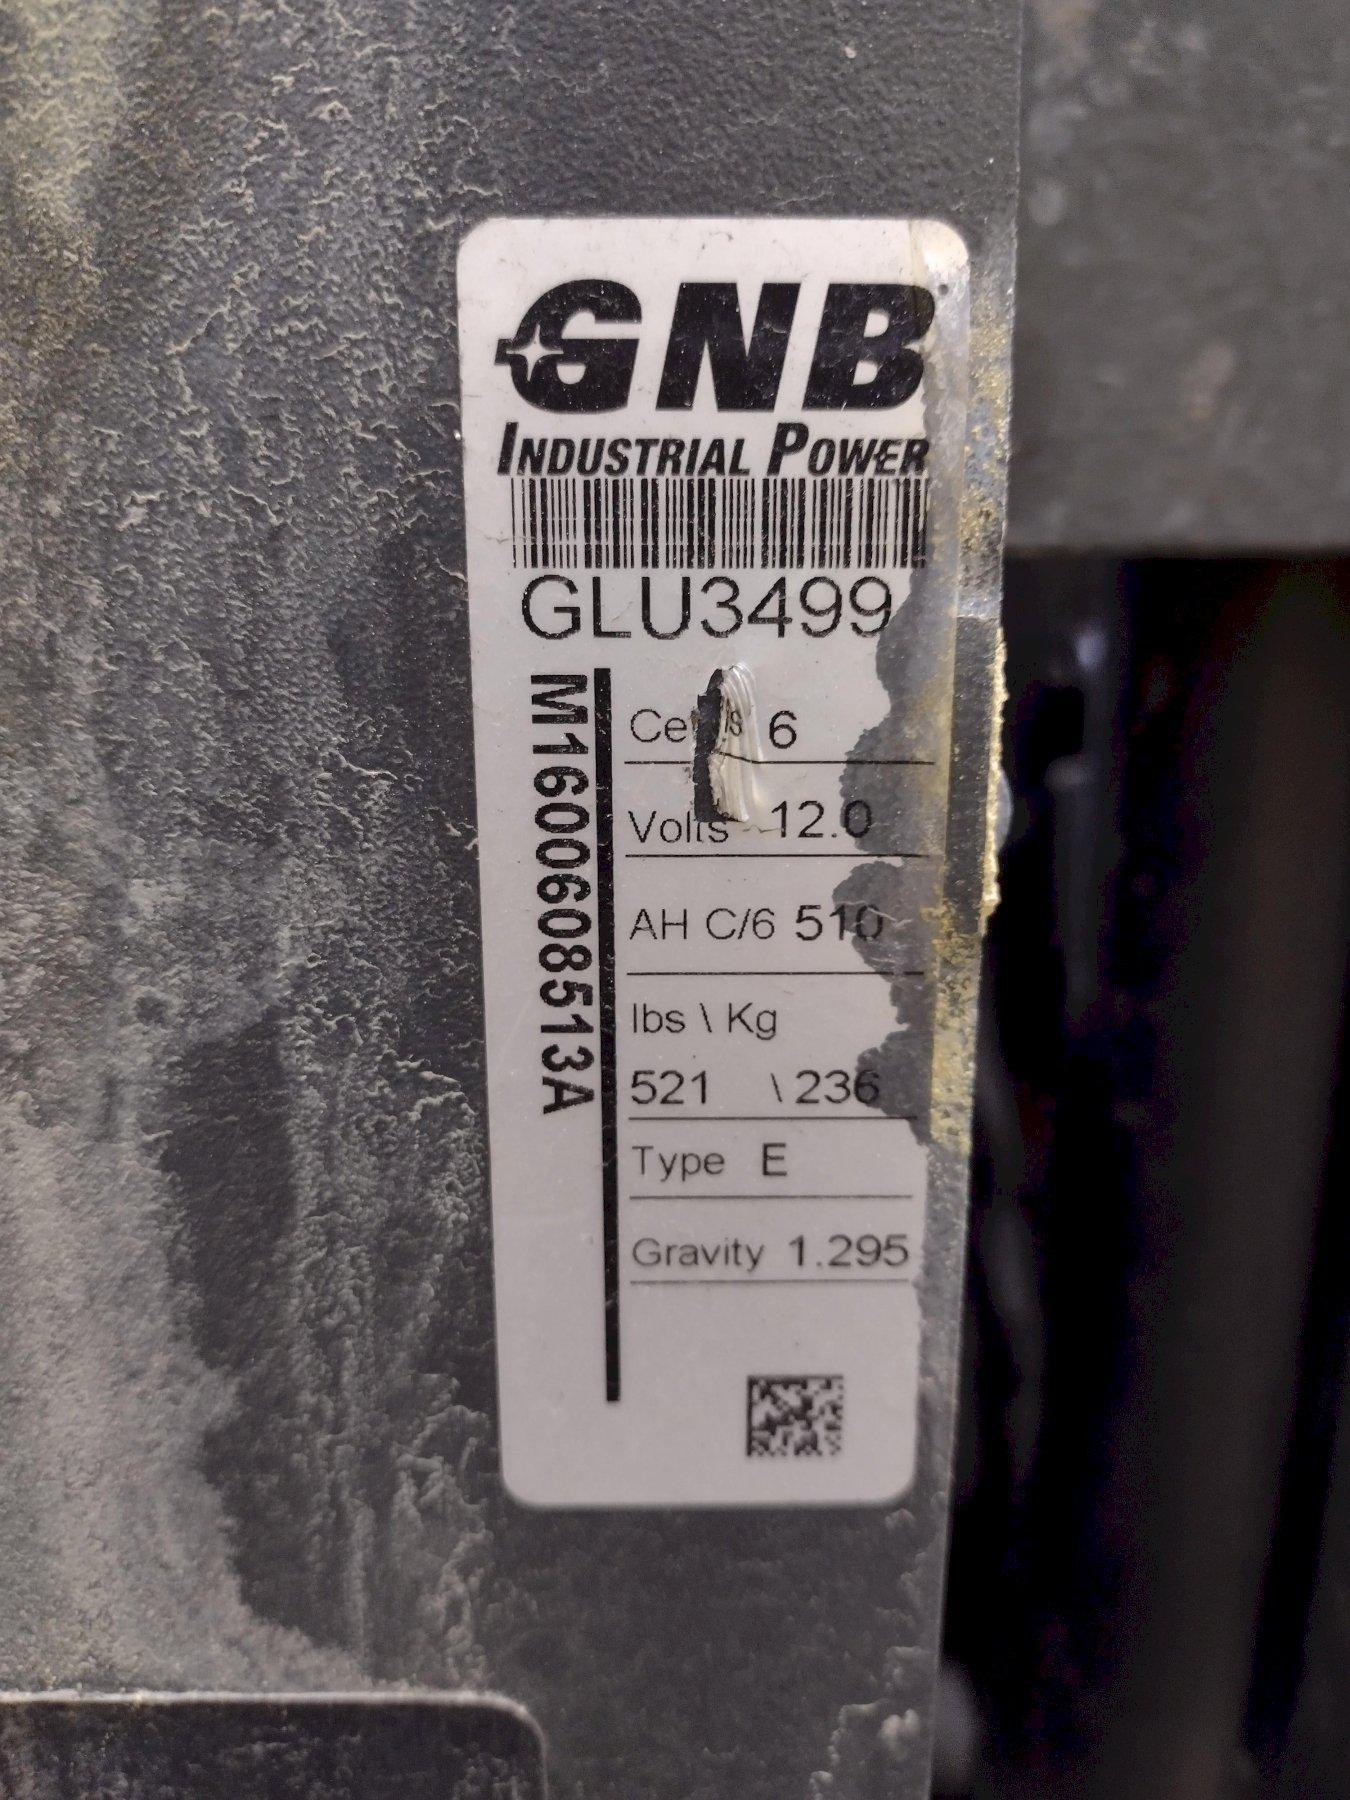 GNB
INDUSTRIAL POWER
GLU3499
M1600608513A
Cells 6
Volts 12.0
AH C/6 510
lbs \ Kg
521 \ 236
Type E
Gravity 1.295